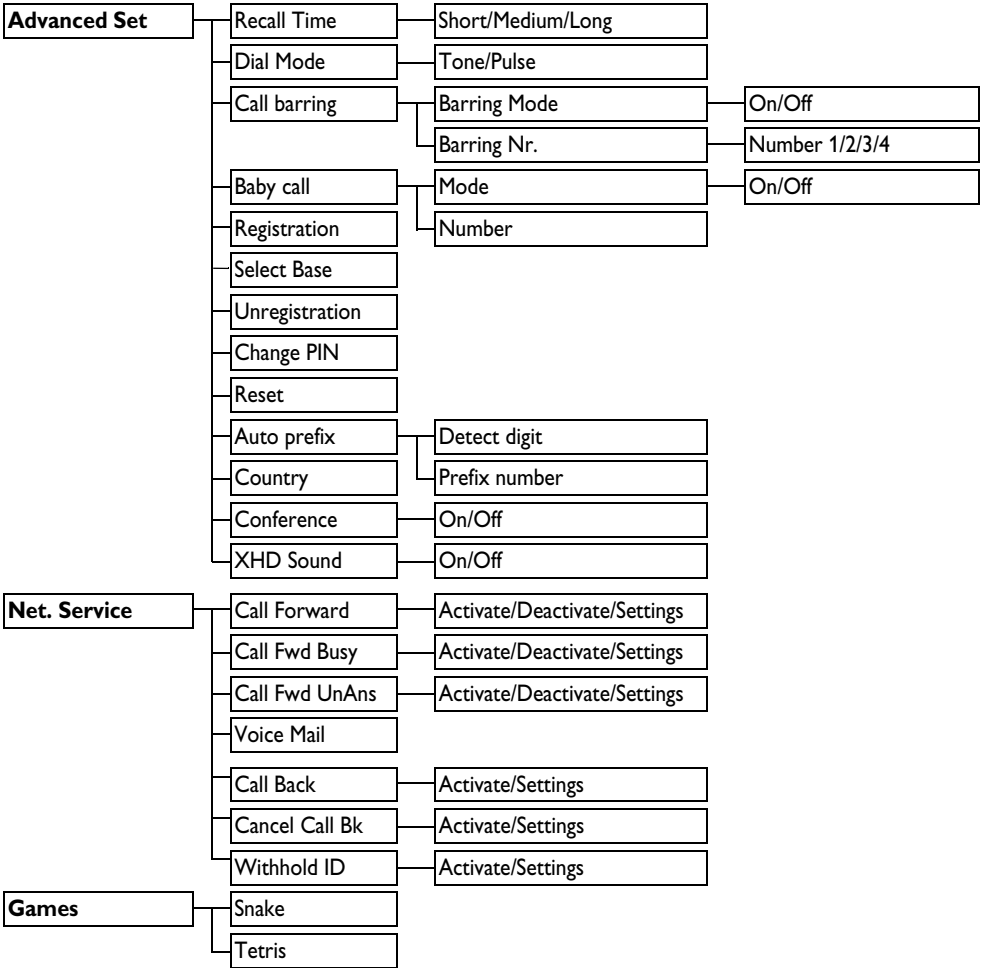 Advanced Set Recall Time Short/Medium/Long
Dial Mode Tone/Pulse
Call barring Barring Mode On/Off
Barring Nr. Number 1/2/3/4
Baby call Mode On/Off
Registration Number
Select Base
Unregistration
Change PIN
Reset
Auto prefix Detect digit
Country Prefix number
Conference On/Off
XHD Sound On/Off
Net. Service Call Forward Activate/Deactivate/Settings
Call Fwd Busy Activate/Deactivate/Settings
Call Fwd UnAns Activate/Deactivate/Settings
Voice Mail
Call Back Activate/Settings
Cancel Call Bk Activate/Settings
Withhold ID Activate/Settings
Games Snake
Tetris